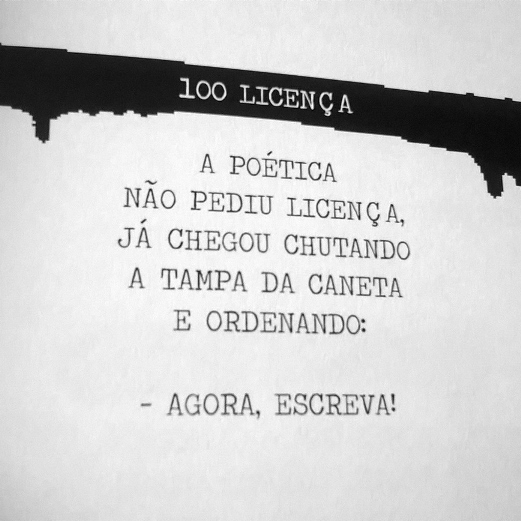 100 LICENÇA
A POÉTICA
NÃO PEDIU LICENÇA,
JÁ CHEGOU CHUTANDO
A TAMPA DA CANETA
E ORDENANDO:
- AGORA, ESCREVA!